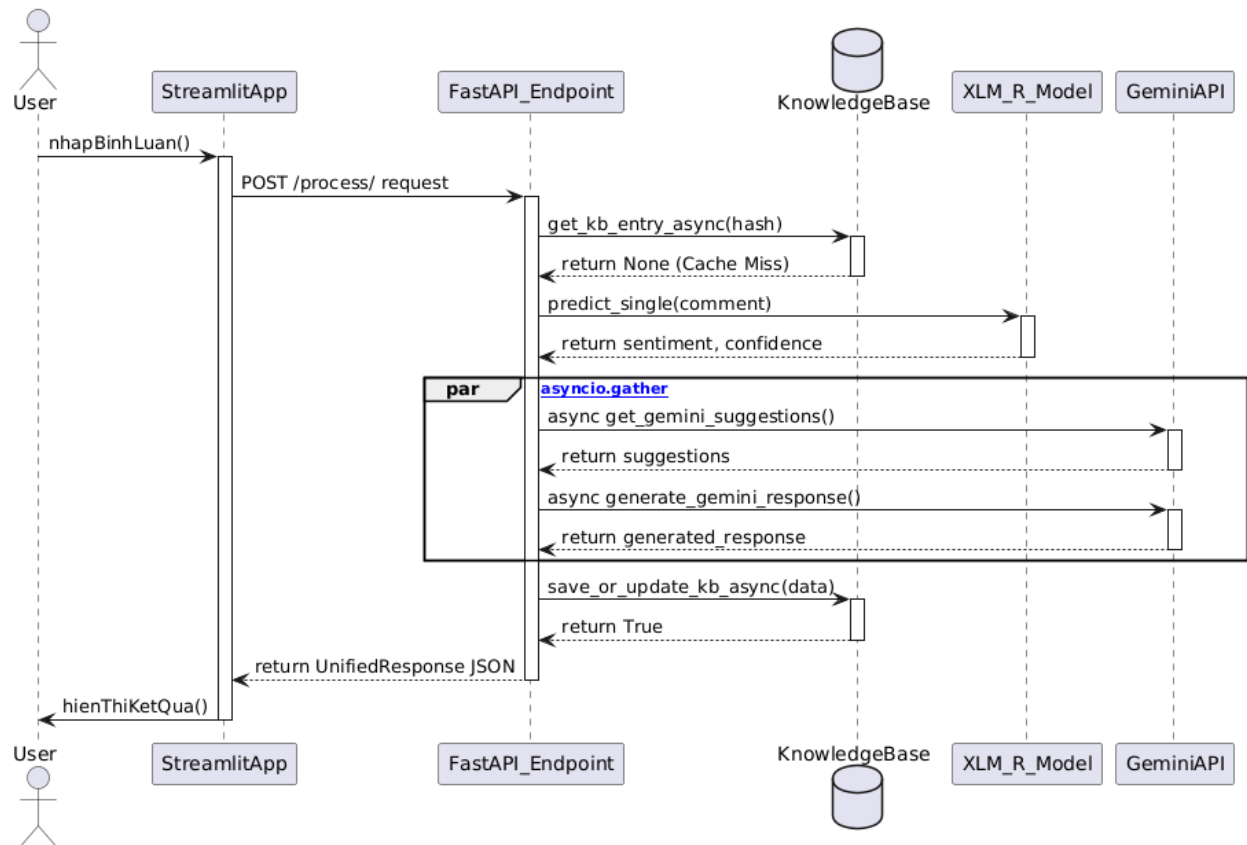 User
StreamlitApp
FastAPI_Endpoint
KnowledgeBase
XLM_R_Model
GeminiAPI
nhapBinhLuan()
POST /process/ request
get_kb_entry_async(hash)
return None (Cache Miss)
predict_single(comment)
return sentiment, confidence
par
asyncio.gather
async get_gemini_suggestions()
return suggestions
async generate_gemini_response()
return generated_response
save_or_update_kb_async(data)
return True
return UnifiedResponse JSON
hienThiKetQua()
User
StreamlitApp
FastAPI_Endpoint
KnowledgeBase
XLM_R_Model
GeminiAPI